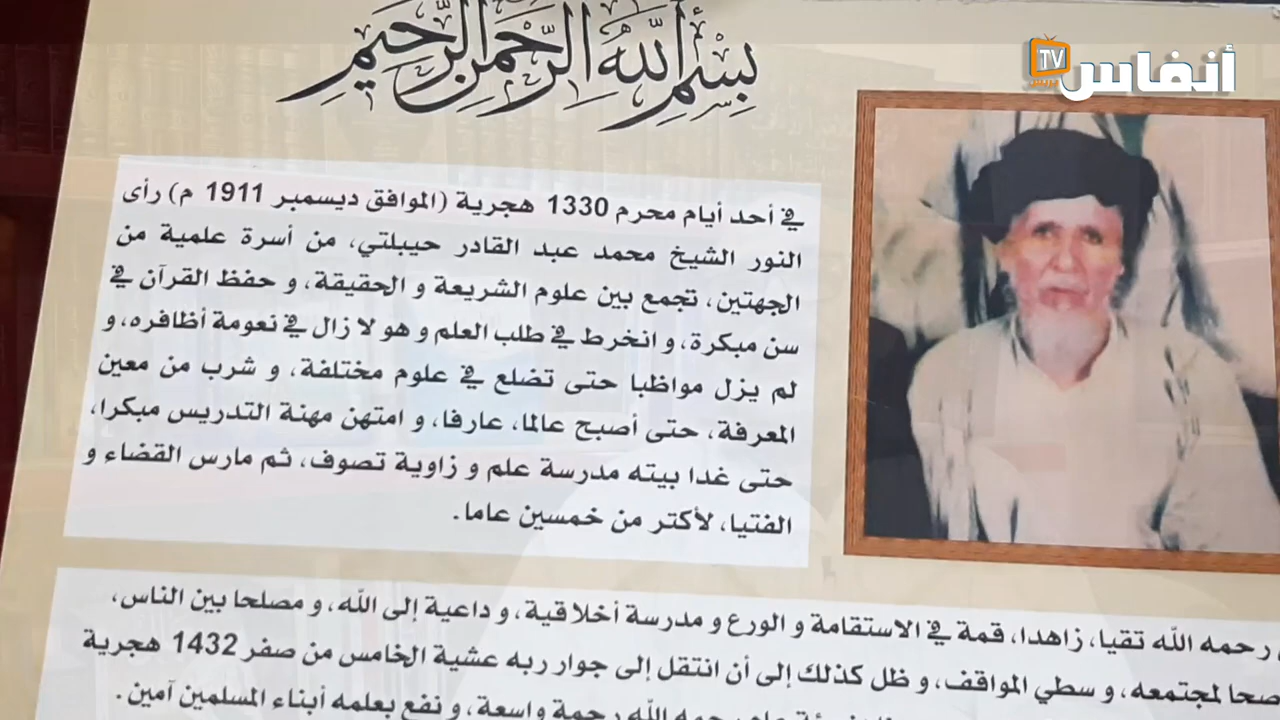 بسم الله الرحمن الرحيم
أنفاس
TV
بريس
في أحد أيام محرم 1330 هجرية (الموافق ديسمبر 1911 م) رأى
النور الشيخ محمد عبد القادر حيبلتي، من أسرة علمية من
الجهتين، تجمع بين علوم الشريعة و الحقيقة، و حفظ القرآن في
سن مبكرة، و انخرط في طلب العلم و هو لا زال في نعومة أظافره، و
لم يزل مواظبا حتى تضلع في علوم مختلفة، و شرب من معين
المعرفة، حتى أصبح عالما، عارفا، و امتهن مهنة التدريس مبكرا،
حتى غدا بيته مدرسة علم و زاوية تصوف، ثم مارس القضاء و
الفتيا، لأكتر من خمسين عاما.
رحمه الله تقيا، زاهدا، قمة في الاستقامة و الورع و مدرسة أخلاقية، و داعية إلى الله، و مصلحا بين الناس،
لمجتمعه، و سطي المواقف، و ظل كذلك إلى أن انتقل إلى جوار ربه عشية الخامس من صفر 1432 هجرية
رحمه الله رحمة واسعة، و نفع بعلمه أبناء المسلمين آمين.